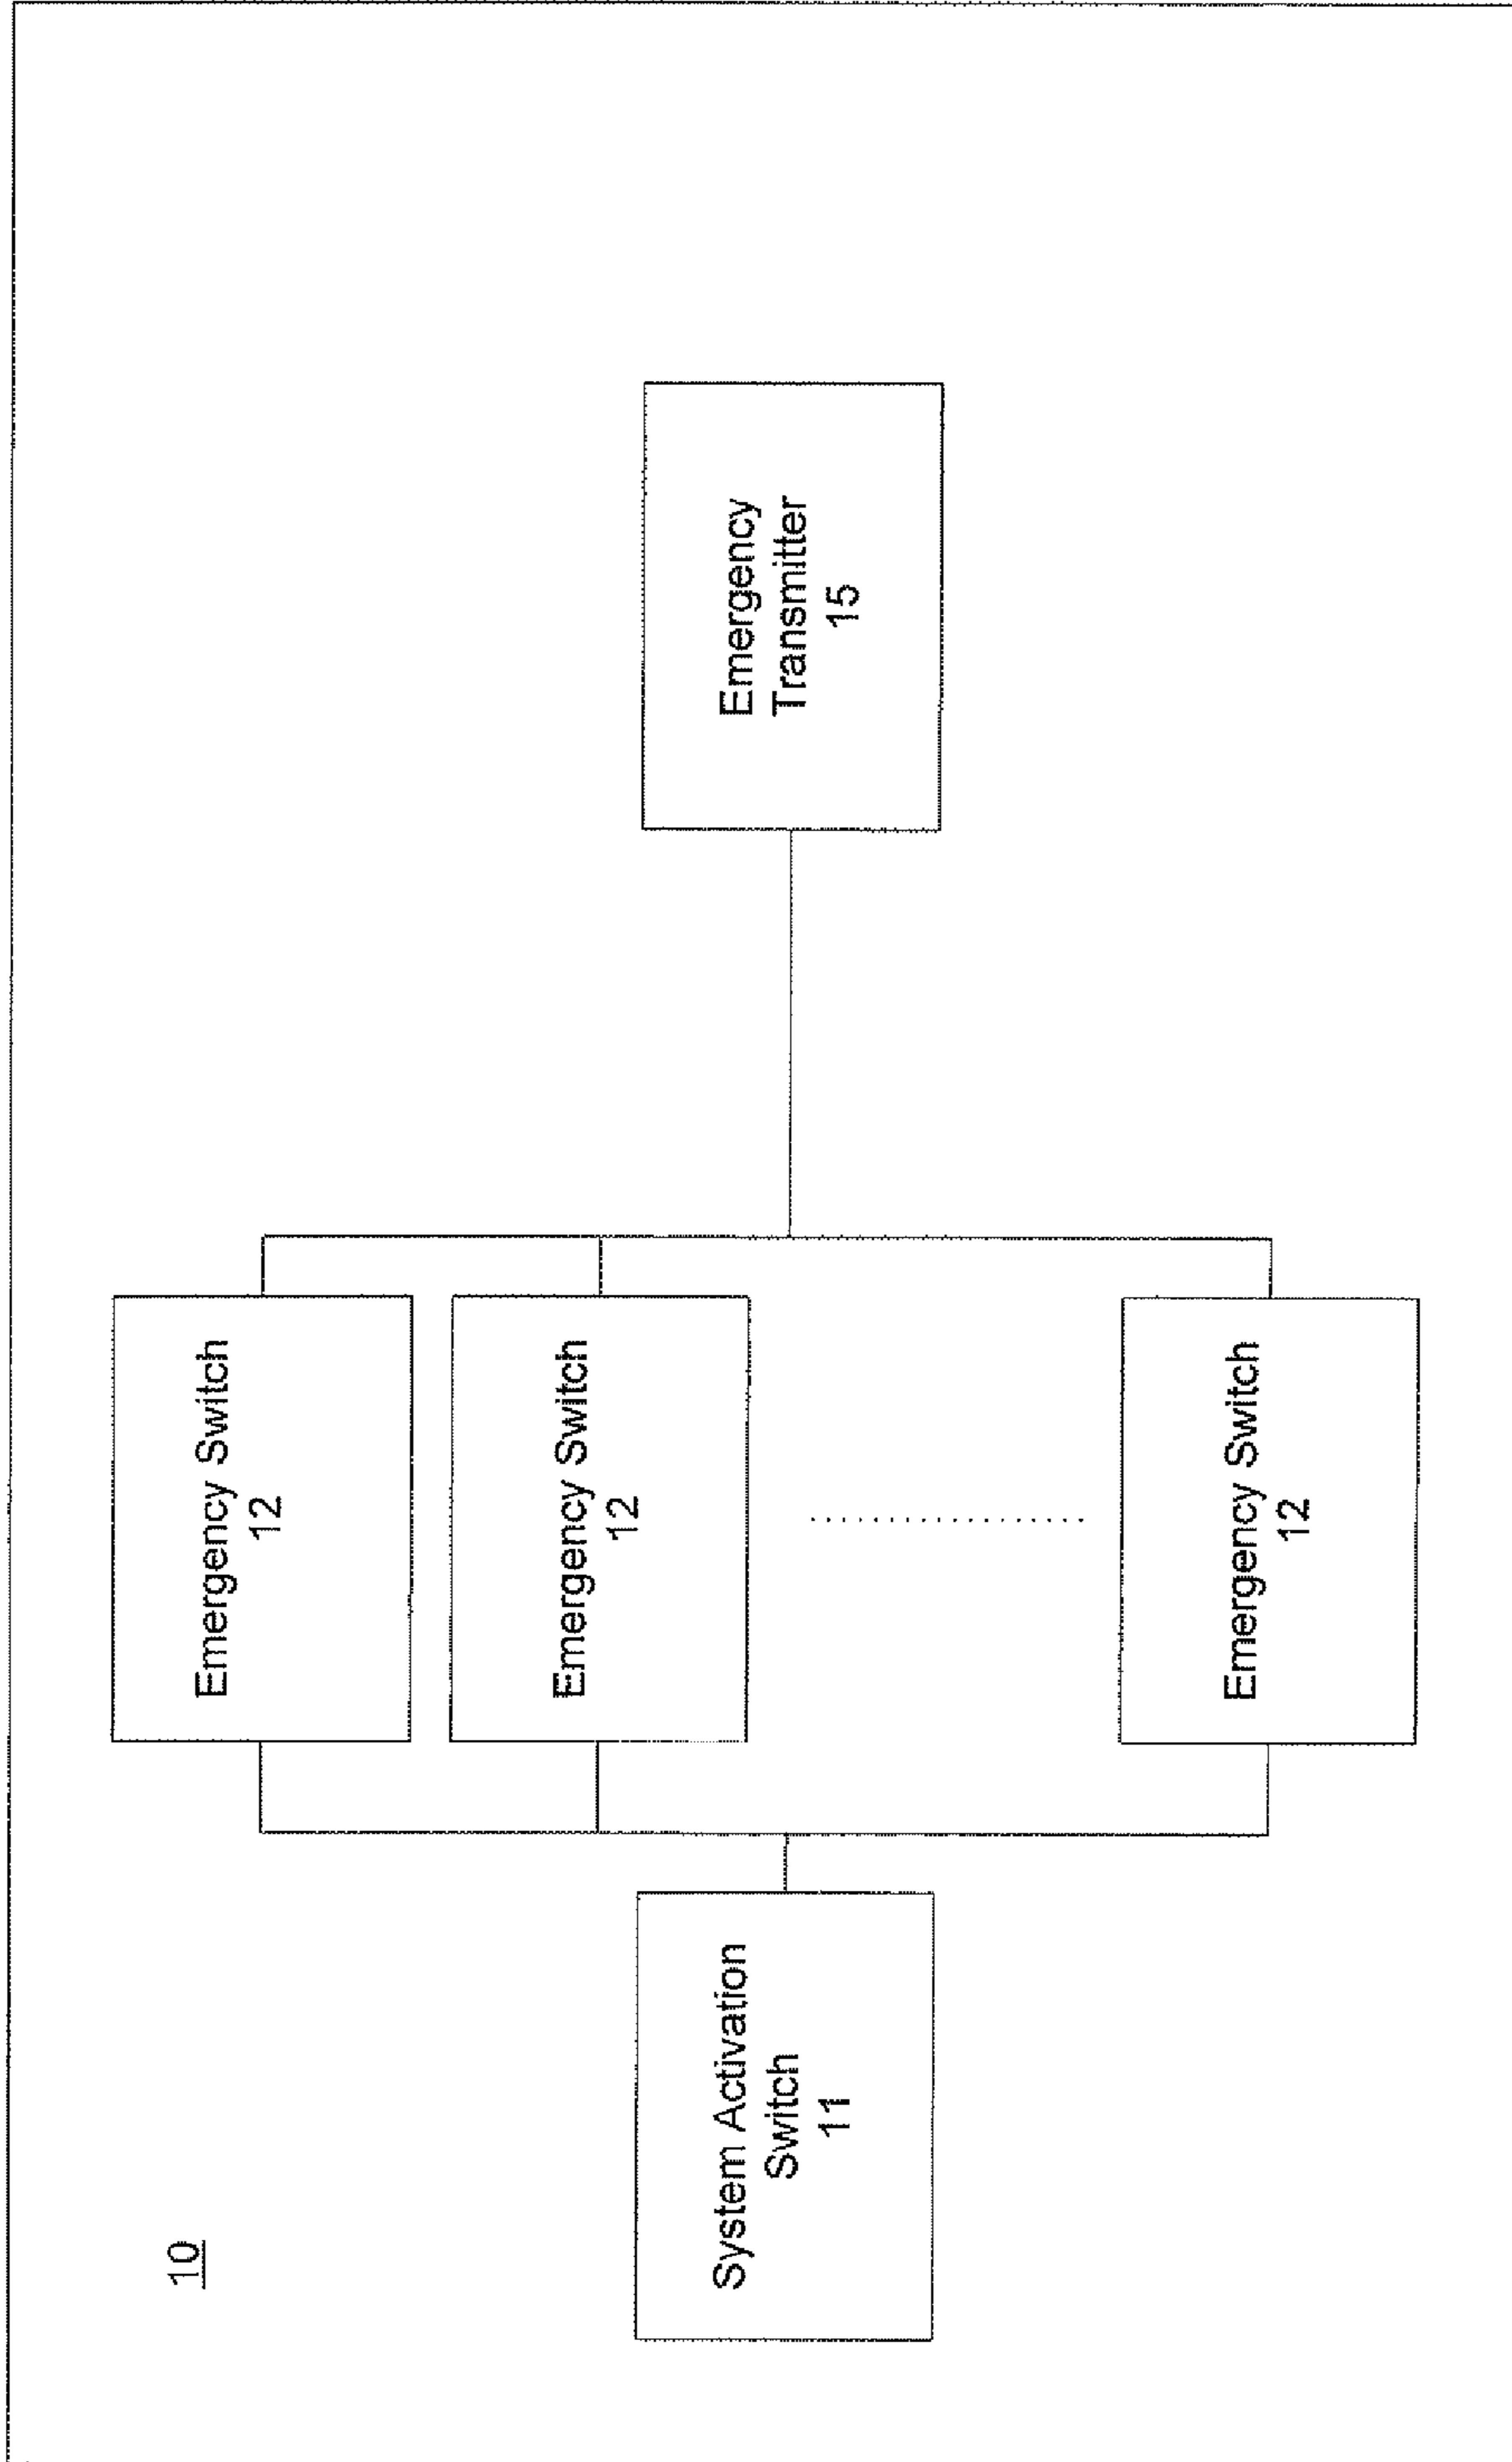 10
System Activation
Switch
11
Emergency Switch
12
Emergency Switch
12
Emergency Switch
12
Emergency
Transmitter
15